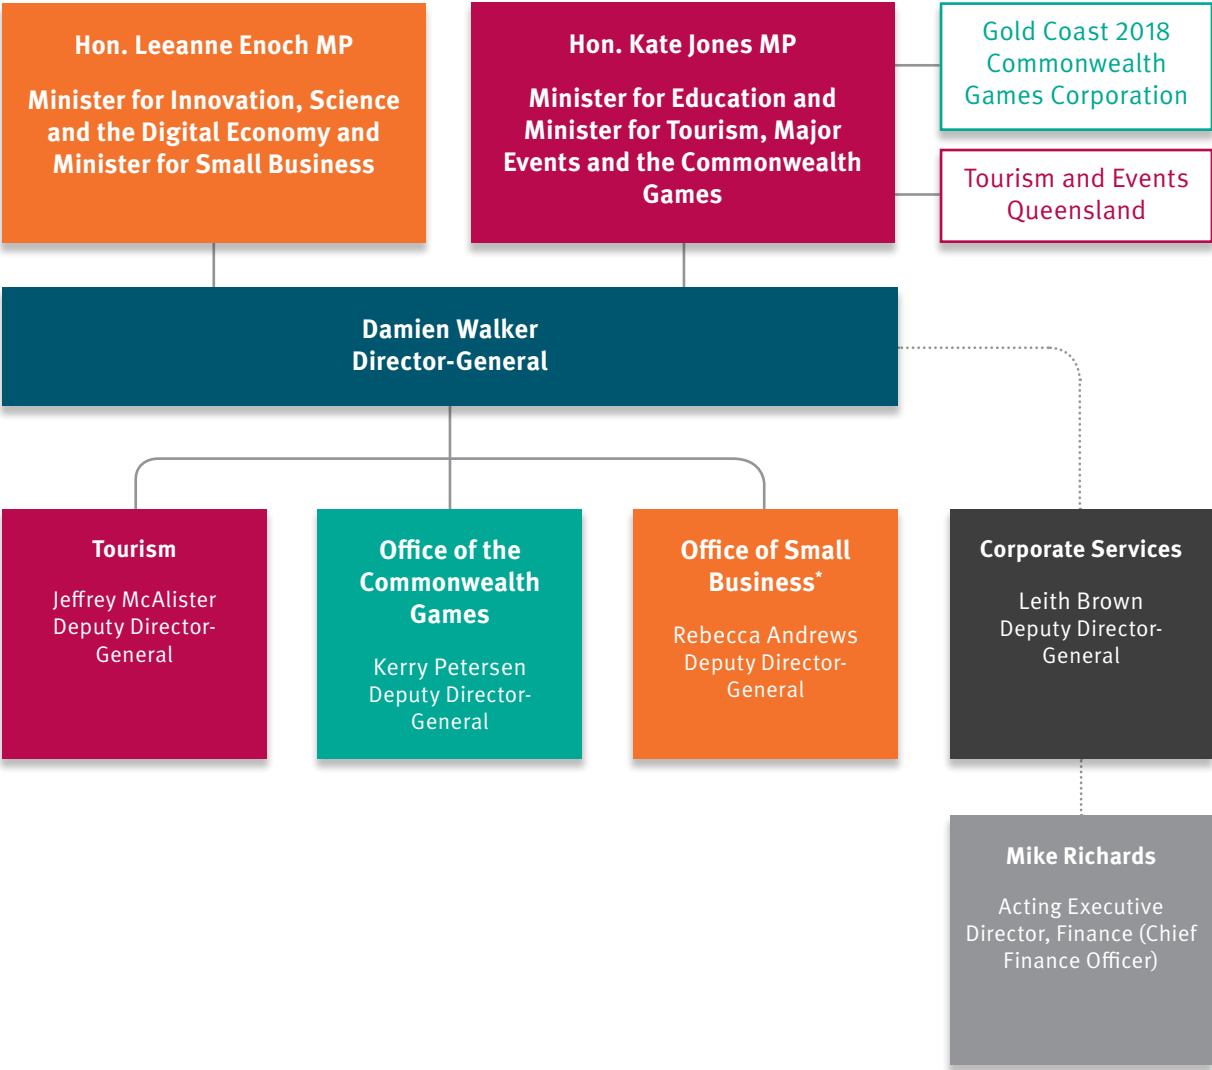 Hon. Leeanne Enoch MP
Minister for Innovation, Science
and the Digital Economy and
Minister for Small Business
Hon. Kate Jones MP
Minister for Education and
Minister for Tourism, Major
Events and the Commonwealth
Games
Gold Coast 2018
Commonwealth
Games Corporation
Tourism and Events
Queensland
Damien Walker
Director-General
Tourism
Jeffrey McAlister
Deputy Director-
General
Office of the
Commonwealth
Games
Kerry Petersen
Deputy Director-
General
Office of Small
Business*
Rebecca Andrews
Deputy Director-
General
Corporate Services
Leith Brown
Deputy Director-
General
Mike Richards
Acting Executive
Director, Finance (Chief
Finance Officer)